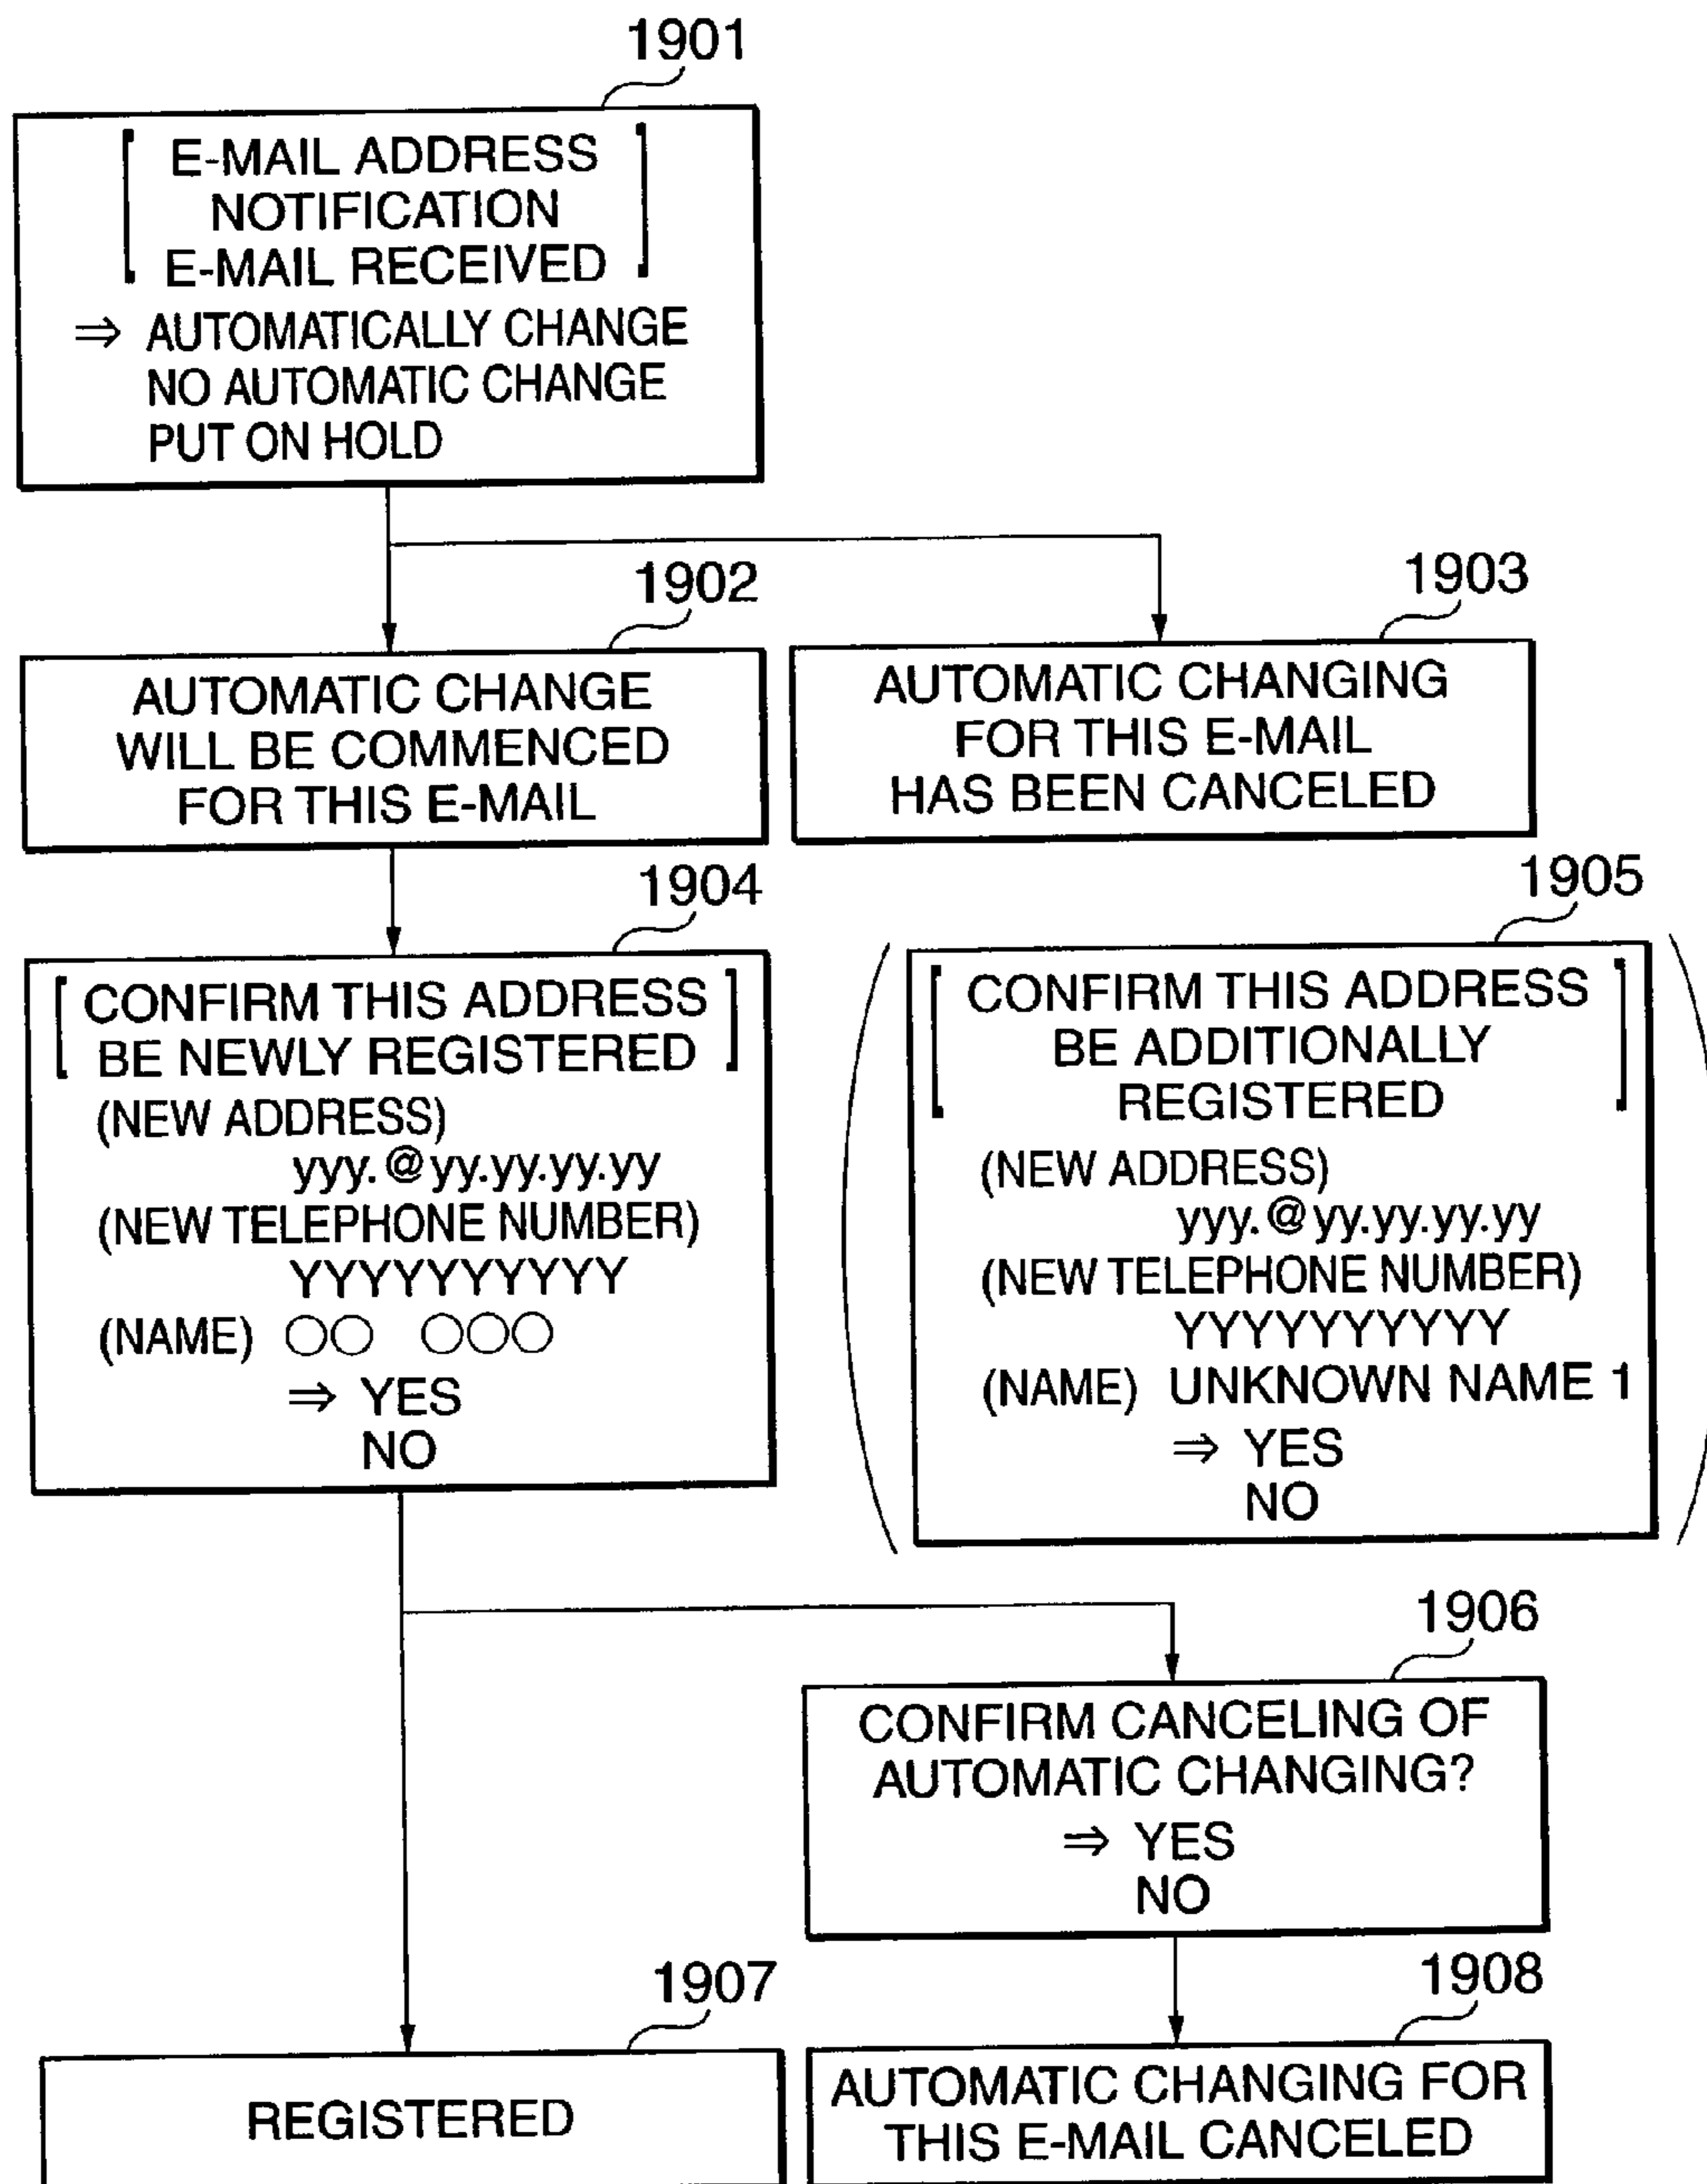 1901
[ E-MAIL ADDRESS
NOTIFICATION
E-MAIL RECEIVED ]
⇒ AUTOMATICALLY CHANGE
NO AUTOMATIC CHANGE
PUT ON HOLD
1902
AUTOMATIC CHANGE
WILL BE COMMENCED
FOR THIS E-MAIL
1903
AUTOMATIC CHANGING
FOR THIS E-MAIL
HAS BEEN CANCELED
1904
[ CONFIRM THIS ADDRESS
BE NEWLY REGISTERED ]
(NEW ADDRESS)
yyy.@yy.yy.yy.yy
(NEW TELEPHONE NUMBER)
YYYYYYYYYY
(NAME) ○○ ○○○
⇒ YES
NO
1905
[ CONFIRM THIS ADDRESS
BE ADDITIONALLY
REGISTERED ]
(NEW ADDRESS)
yyy.@yy.yy.yy.yy
(NEW TELEPHONE NUMBER)
YYYYYYYYYY
(NAME) UNKNOWN NAME 1
⇒ YES
NO
1906
CONFIRM CANCELING OF
AUTOMATIC CHANGING?
⇒ YES
NO
1907
REGISTERED
1908
AUTOMATIC CHANGING FOR
THIS E-MAIL CANCELED